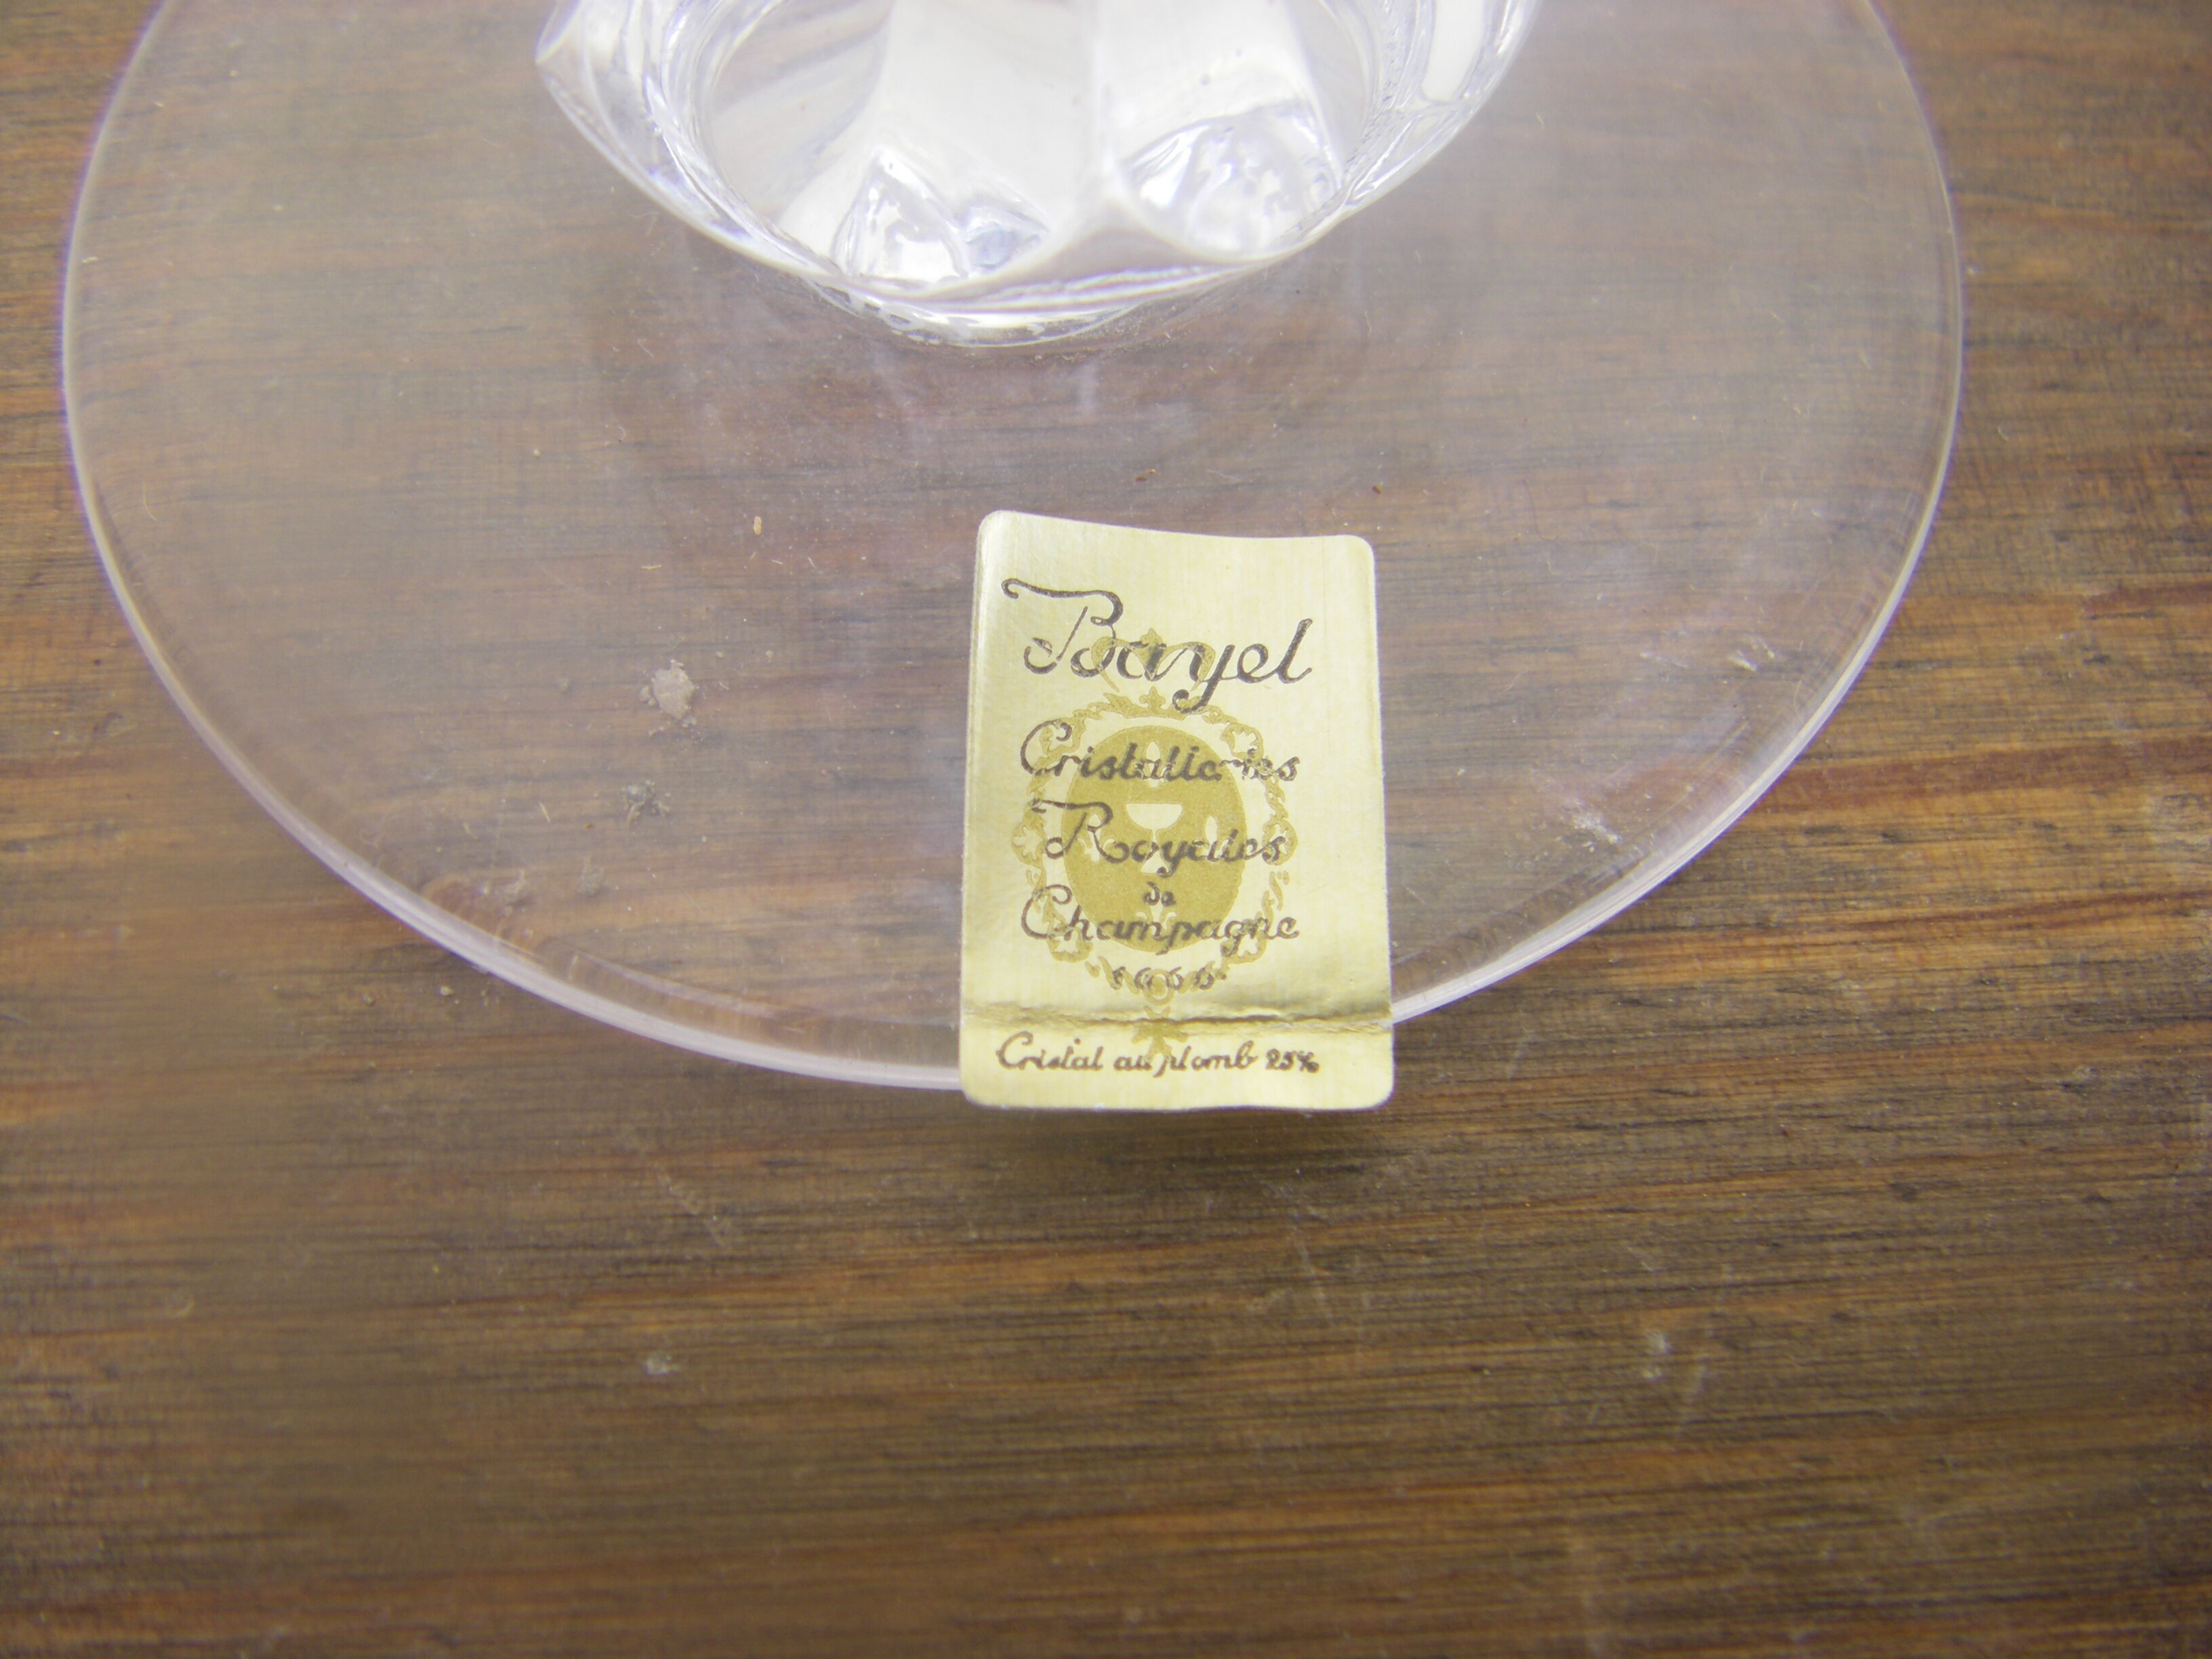 Bayel
Cristalleries
Royales
de
Champagne
1666
Cristal au plomb 25%